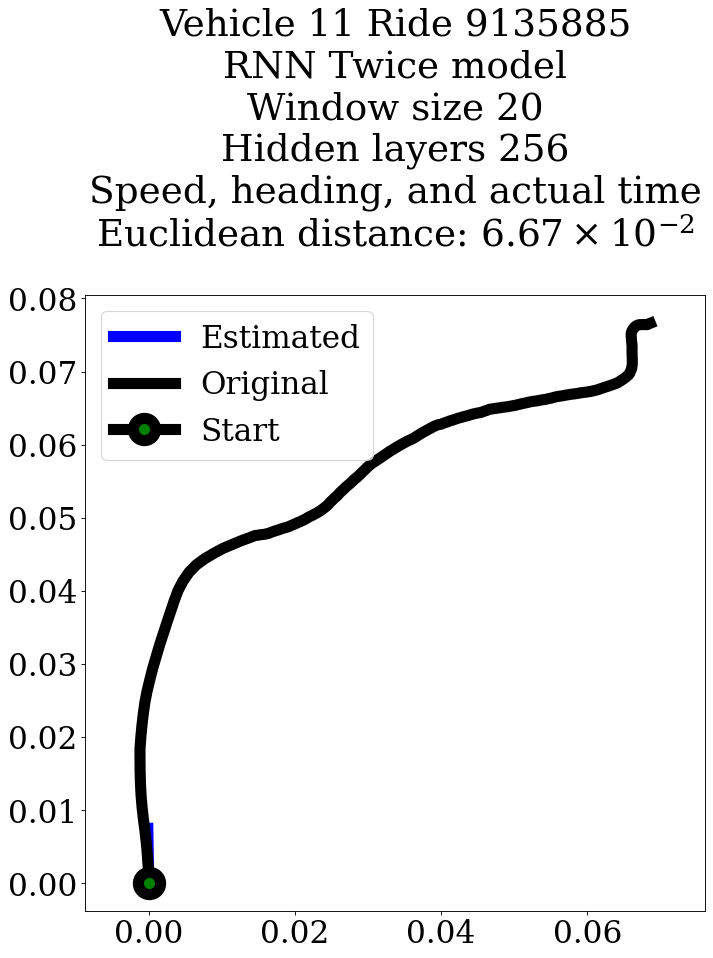 Vehicle 11 Ride 9135885
RNN Twice model
Window size 20
Hidden layers 256
Speed, heading, and actual time
Euclidean distance: 6.67 × 10⁻²
Estimated
Original
Start
0.08
0.07
0.06
0.05
0.04
0.03
0.02
0.01
0.00
0.00 0.02 0.04 0.06